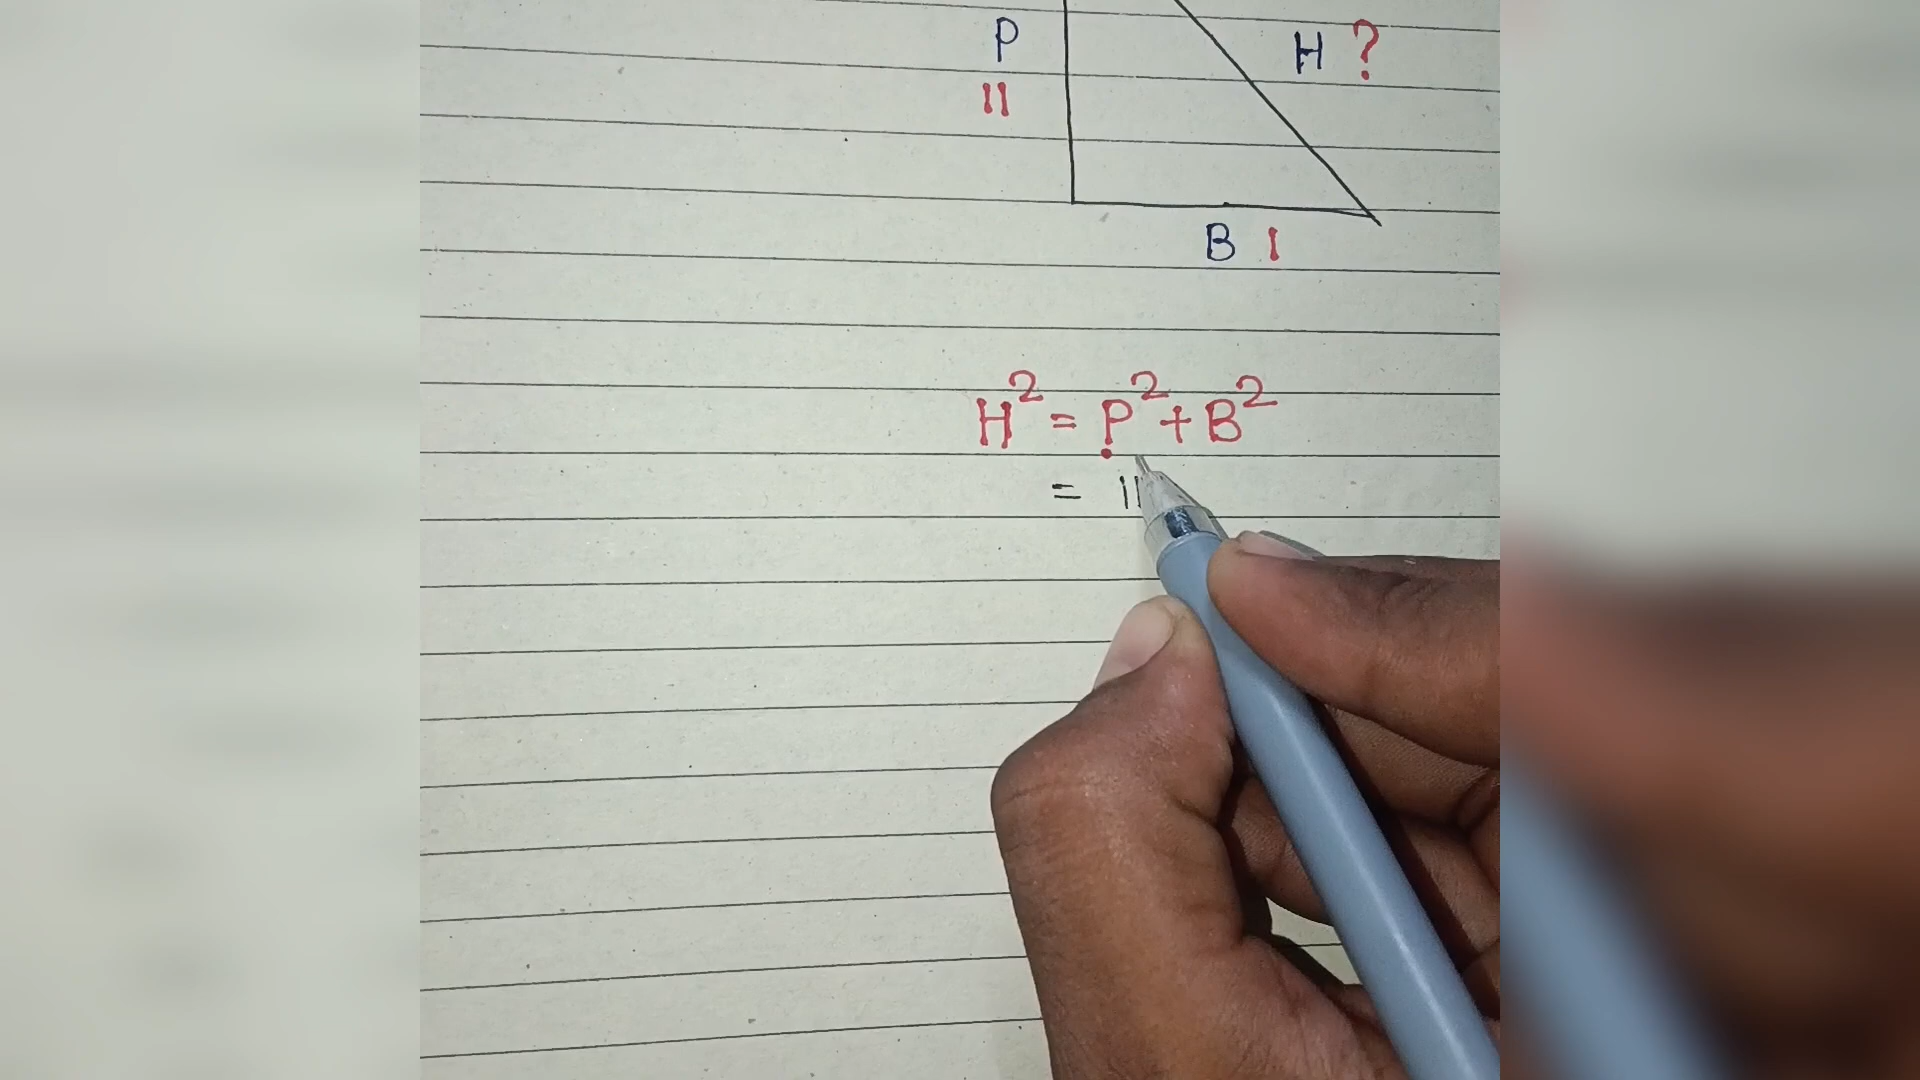 P H ?
11
B 1
H² = P² + B²
= 11